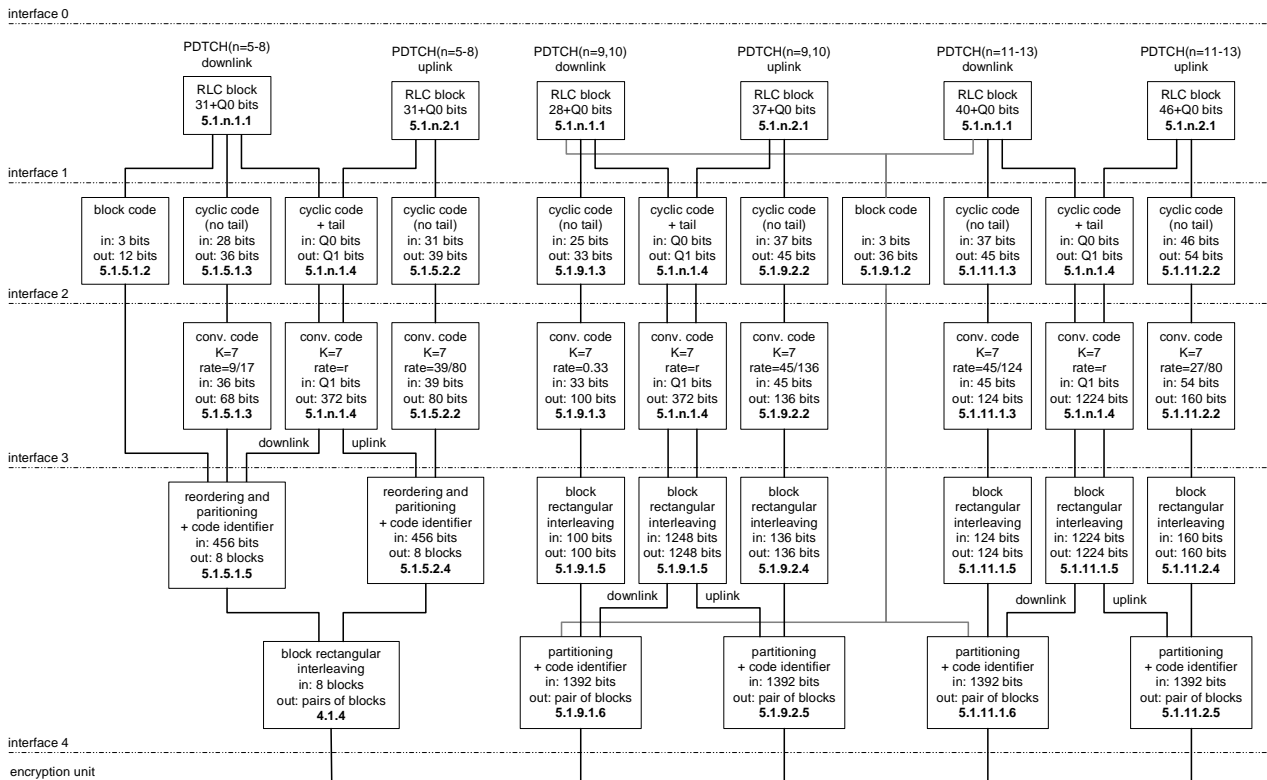 interface 0
PDTCH(n=5-8)
downlink
PDTCH(n=5-8)
uplink
PDTCH(n=9,10)
downlink
PDTCH(n=9,10)
uplink
PDTCH(n=11-13)
downlink
PDTCH(n=11-13)
uplink
RLC block
31+Q0 bits
5.1.n.1.1
RLC block
31+Q0 bits
5.1.n.2.1
RLC block
28+Q0 bits
5.1.n.1.1
RLC block
37+Q0 bits
5.1.n.2.1
RLC block
40+Q0 bits
5.1.n.1.1
RLC block
46+Q0 bits
5.1.n.2.1
interface 1
block code
in: 3 bits
out: 12 bits
5.1.5.1.2
cyclic code
(no tail)
in: 28 bits
out: 36 bits
5.1.5.1.3
cyclic code
+ tail
in: Q0 bits
out: Q1 bits
5.1.n.1.4
cyclic code
(no tail)
in: 31 bits
out: 39 bits
5.1.5.2.2
cyclic code
(no tail)
in: 25 bits
out: 33 bits
5.1.9.1.3
cyclic code
+ tail
in: Q0 bits
out: Q1 bits
5.1.n.1.4
cyclic code
(no tail)
in: 37 bits
out: 45 bits
5.1.9.2.2
block code
in: 3 bits
out: 36 bits
5.1.9.1.2
cyclic code
(no tail)
in: 37 bits
out: 45 bits
5.1.11.1.3
cyclic code
+ tail
in: Q0 bits
out: Q1 bits
5.1.n.1.4
cyclic code
(no tail)
in: 46 bits
out: 54 bits
5.1.11.2.2
interface 2
conv. code
K=7
rate=9/17
in: 36 bits
out: 68 bits
5.1.5.1.3
conv. code
K=7
rate=r
in: Q1 bits
out: 372 bits
5.1.n.1.4
conv. code
K=7
rate=39/80
in: 39 bits
out: 80 bits
5.1.5.2.2
conv. code
K=7
rate=0.33
in: 33 bits
out: 100 bits
5.1.9.1.3
conv. code
K=7
rate=r
in: Q1 bits
out: 372 bits
5.1.n.1.4
conv. code
K=7
rate=45/136
in: 45 bits
out: 136 bits
5.1.9.2.2
conv. code
K=7
rate=45/124
in: 45 bits
out: 124 bits
5.1.11.1.3
conv. code
K=7
rate=r
in: Q1 bits
out: 1224 bits
5.1.n.1.4
conv. code
K=7
rate=27/80
in: 54 bits
out: 160 bits
5.1.11.2.2
downlink
uplink
interface 3
reordering and
paritioning
+ code identifier
in: 456 bits
out: 8 blocks
5.1.5.1.5
reordering and
paritioning
+ code identifier
in: 456 bits
out: 8 blocks
5.1.5.2.4
block
rectangular
interleaving
in: 100 bits
out: 100 bits
5.1.9.1.5
block
rectangular
interleaving
in: 1248 bits
out: 1248 bits
5.1.9.1.5
block
rectangular
interleaving
in: 136 bits
out: 136 bits
5.1.9.2.4
block
rectangular
interleaving
in: 124 bits
out: 124 bits
5.1.11.1.5
block
rectangular
interleaving
in: 1224 bits
out: 1224 bits
5.1.11.1.5
block
rectangular
interleaving
in: 160 bits
out: 160 bits
5.1.11.2.4
downlink
uplink
downlink
uplink
block rectangular
interleaving
in: 8 blocks
out: pairs of blocks
4.1.4
partitioning
+ code identifier
in: 1392 bits
out: pair of blocks
5.1.9.1.6
partitioning
+ code identifier
in: 1392 bits
out: pair of blocks
5.1.9.2.5
partitioning
+ code identifier
in: 1392 bits
out: pair of blocks
5.1.11.1.6
partitioning
+ code identifier
in: 1392 bits
out: pair of blocks
5.1.11.2.5
interface 4
encryption unit